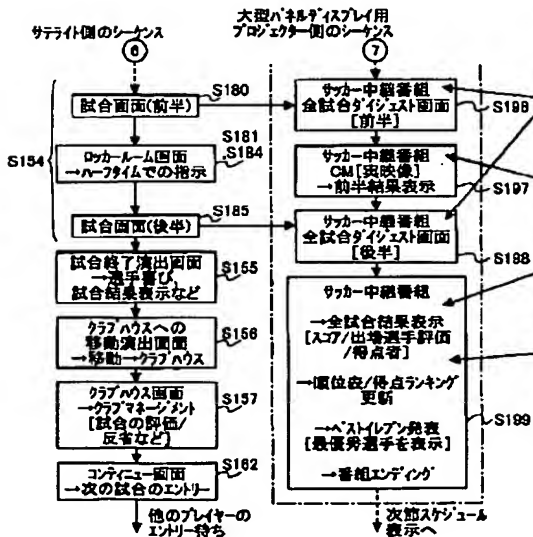 サテライト側のシーケンス
⑥
試合画面(前半)
S180
S181
S154
ロッカールーム画面
→ハーフタイムでの指示
S184
試合画面(後半)
S185
試合終了演出画面
→選手喜び,
試合結果表示など
S155
クラブハウスへの
移動演出画面
→移動→クラブハウス
S156
クラブハウス画面
→クラブマネージメント
[試合の評価/
反省など]
S157
コンティニュー画面
→次の試合のエントリー
S162
他のプレイヤーの
エントリー待ち
大型パネルディスプレイ用
プロジェクター側のシーケンス
⑦
サッカー中継番組
全試合ダイジェスト画面
[前半]
S196
サッカー中継番組
CM[実映像]
→前半結果表示
S197
サッカー中継番組
全試合ダイジェスト画面
[後半]
S198
サッカー中継番組
→全試合結果表示
[スコア/出場選手評価
/得点者]
→順位表/得点ランキング
更新
→ベストイレブン発表
[最優秀選手を表示]
→番組エンディング
S199
次節スケジュール
表示へ